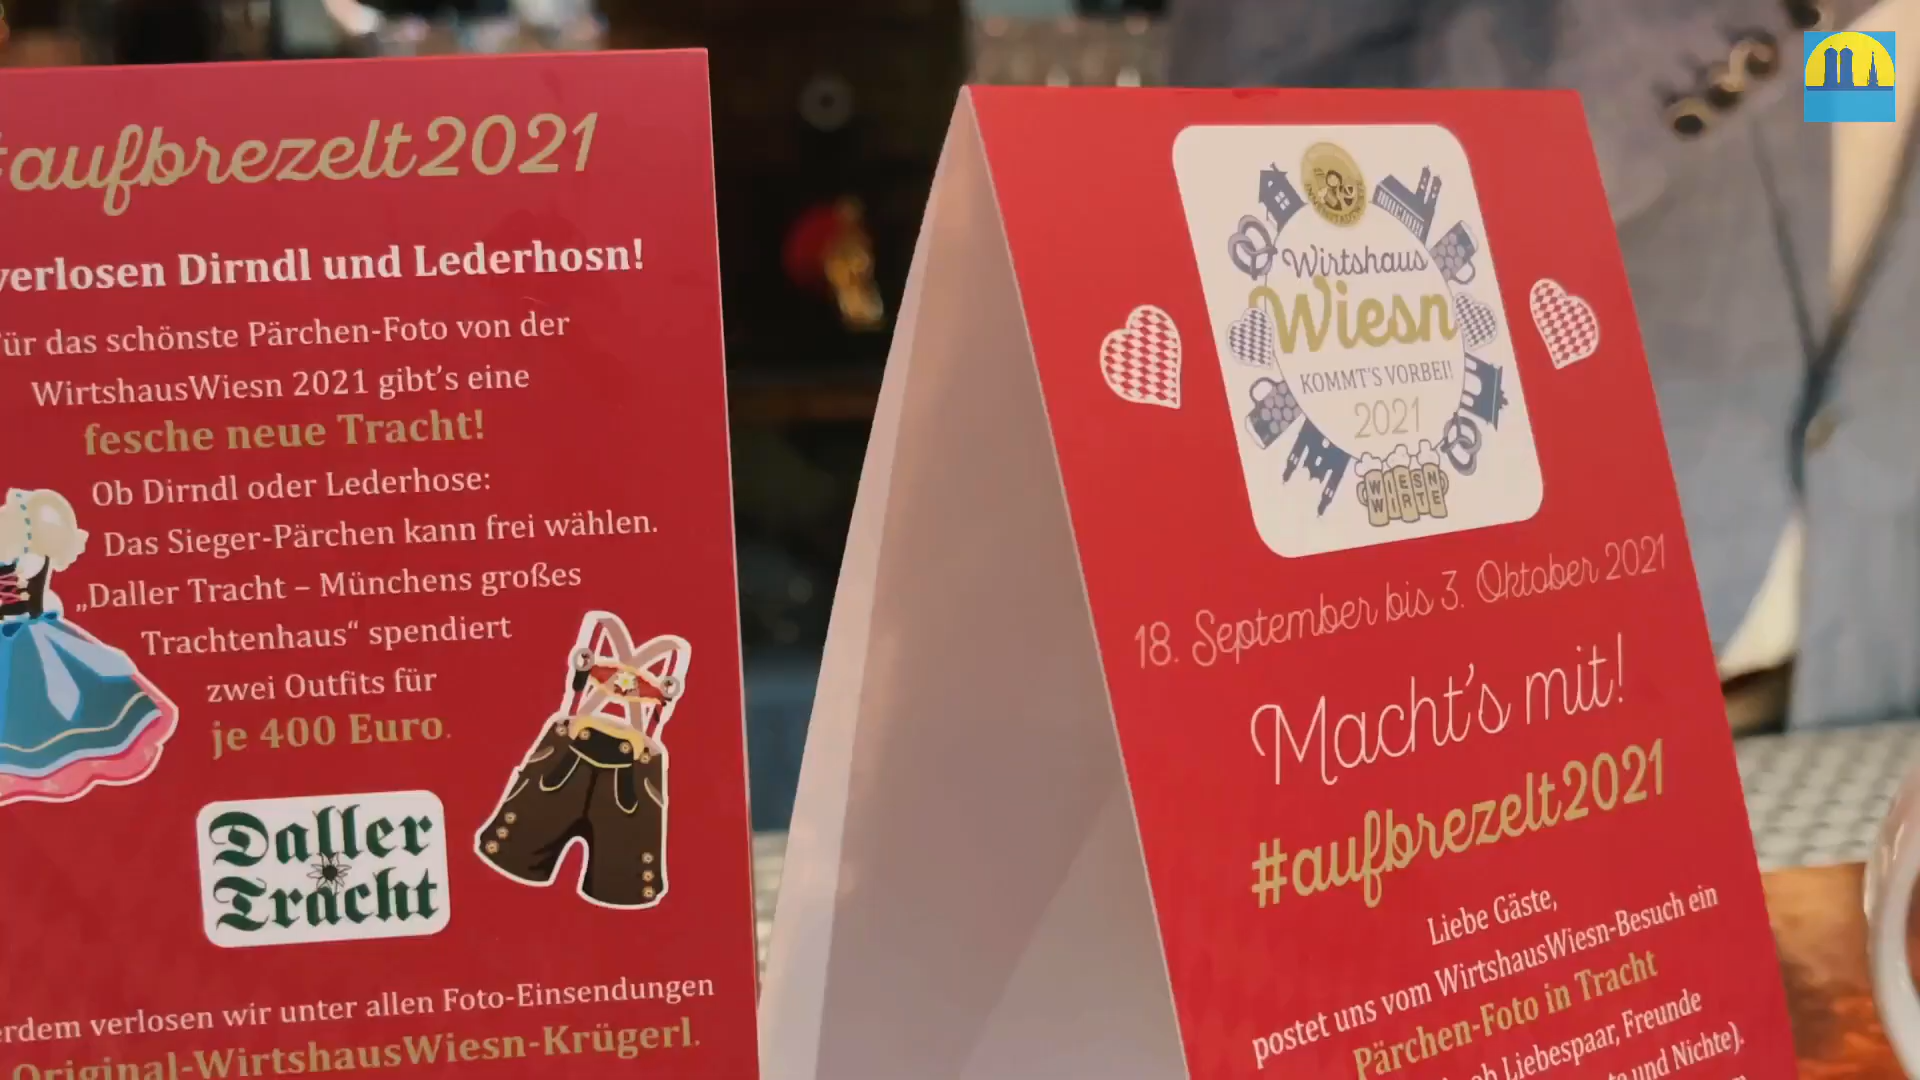 #aufbrezelt2021
verlosen Dirndl und Lederhosn!
für das schönste Pärchen-Foto von der
WirtshausWiesn 2021 gibt's eine
fesche neue Tracht!
Ob Dirndl oder Lederhose:
Das Sieger-Pärchen kann frei wählen.
„Daller Tracht – Münchens großes
Trachtenhaus“ spendiert
zwei Outfits für
je 400 Euro.
Daller
Tracht
verlosen wir unter allen Foto-Einsendungen
Original-WirtshausWiesn-Krügerl.
Wirtshaus
Wiesn
KOMMT'S VORBEI!
2021
WIESN
WIRTE
18. September bis 3. Oktober 2021
Macht's mit!
#aufbrezelt2021
Liebe Gäste,
postet uns vom WirtshausWiesn-Besuch ein
Pärchen-Foto in Tracht
ob Liebespaar, Freunde
und Nichte).